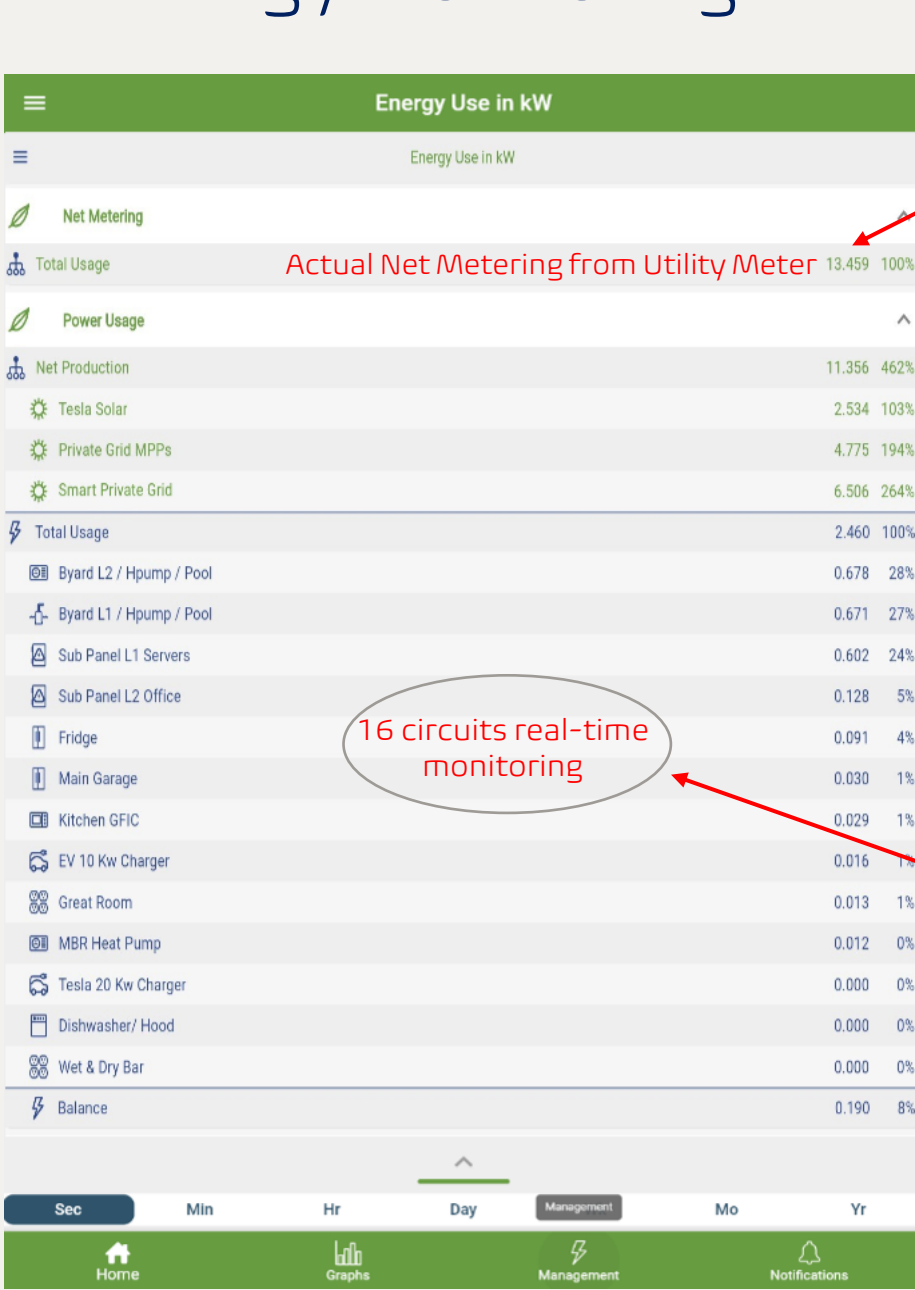 Energy Use in kW
Energy Use in kW
Net Metering
Total Usage Actual Net Metering from Utility Meter 13.459 100%
Power Usage
Net Production 11.356 462%
Tesla Solar 2.534 103%
Private Grid MPPs 4.775 194%
Smart Private Grid 6.506 264%
Total Usage 2.460 100%
Byard L2 / Hpump / Pool 0.678 28%
Byard L1 / Hpump / Pool 0.671 27%
Sub Panel L1 Servers 0.602 24%
Sub Panel L2 Office 0.128 5%
Fridge 0.091 4%
16 circuits real-time
monitoring
Main Garage 0.030 1%
Kitchen GFIC 0.029 1%
EV 10 Kw Charger 0.016 1%
Great Room 0.013 1%
MBR Heat Pump 0.012 0%
Tesla 20 Kw Charger 0.000 0%
Dishwasher/ Hood 0.000 0%
Wet & Dry Bar 0.000 0%
Balance 0.190 8%
Sec Min Hr Day Management Mo Yr
Home Graphs Management Notifications